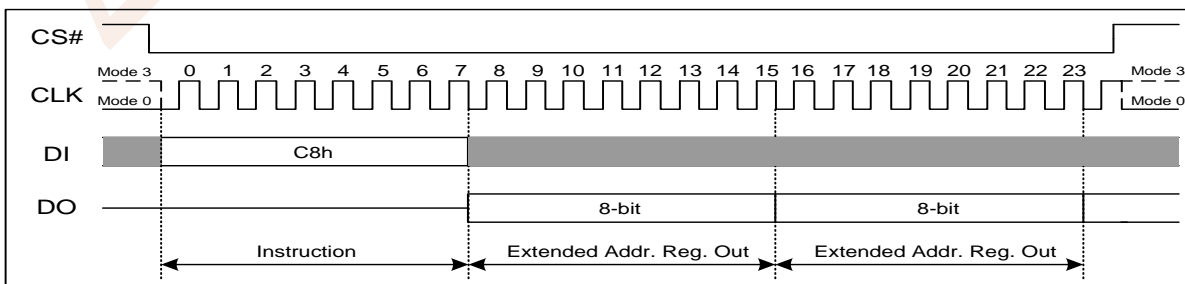 CS#
Mode 3 0 1 2 3 4 5 6 7 8 9 10 11 12 13 14 15 16 17 18 19 20 21 22 23 Mode 3
CLK
Mode 0 Mode 0
DI C8h
DO 8-bit 8-bit
Instruction Extended Addr. Reg. Out Extended Addr. Reg. Out